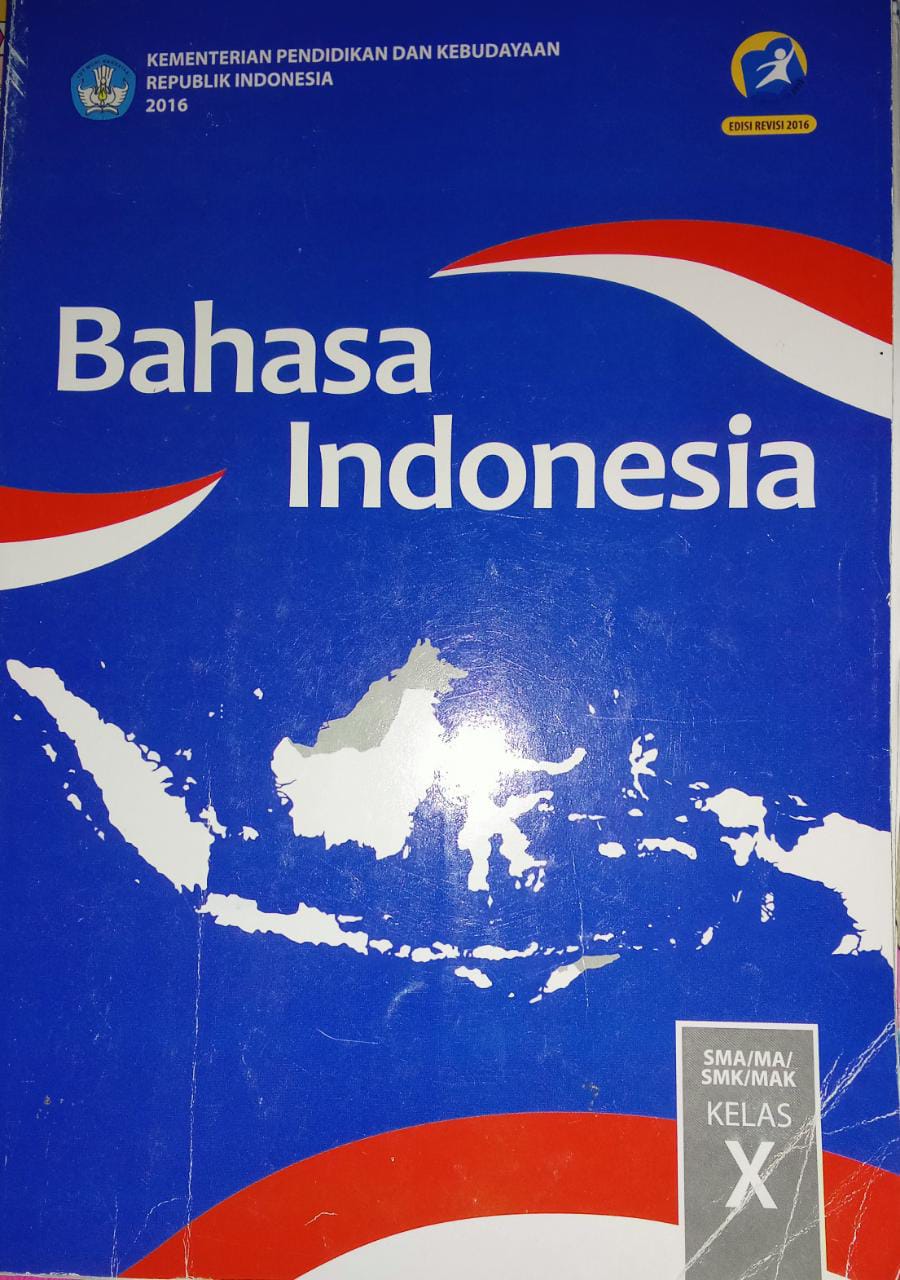 KEMENTERIAN PENDIDIKAN DAN KEBUDAYAAN
REPUBLIK INDONESIA
2016
EDISI REVISI 2016
Bahasa
Indonesia
SMA/MA/
SMK/MAK
KELAS
X